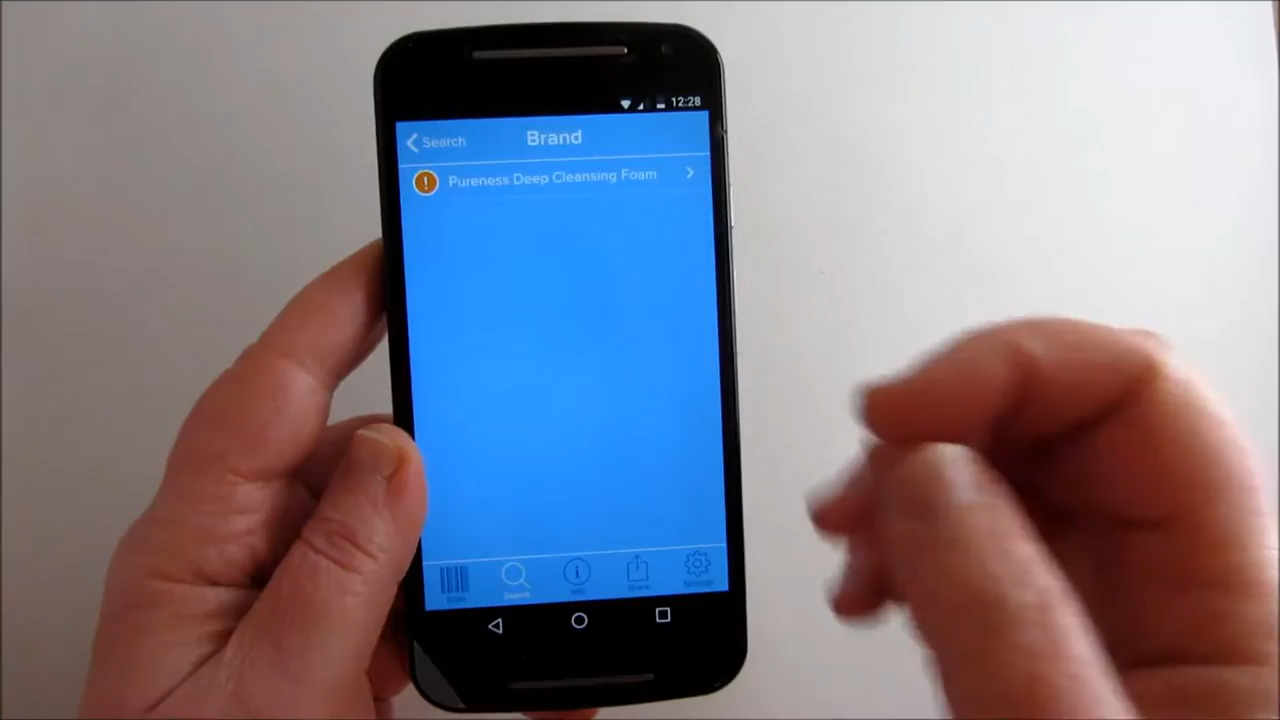 12:28
Search
Brand
Pureness Deep Cleansing Foam
Scan
Search
Info
Share
Settings